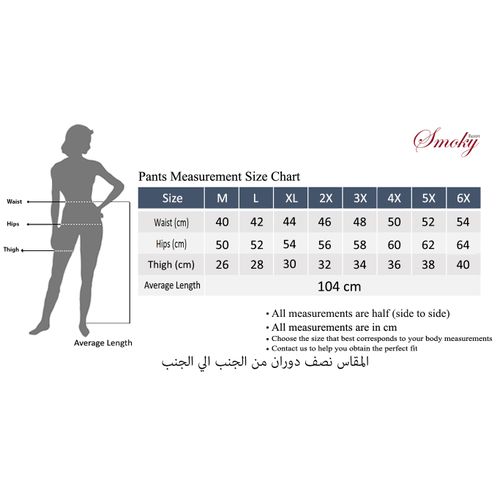 Smoky
Pants Measurement Size Chart
Size M L XL 2X 3X 4X 5X 6X
Waist (cm) 40 42 44 46 48 50 52 54
Hips (cm) 50 52 54 56 58 60 62 64
Thigh (cm) 26 28 30 32 34 36 38 40
Average Length 104 cm
Waist
Hips
Thigh
Average Length
• All measurements are half (side to side)
• All measurements are in cm
• Choose the size that best corresponds to your body measurements
• Contact us to help you obtain the perfect fit
المقاس نصف دوران من الجنب الي الجنب